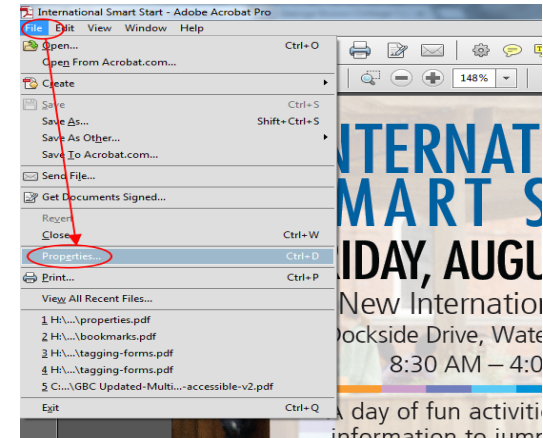 International Smart Start - Adobe Acrobat Pro
File Edit View Window Help
Open... Ctrl+O
Open From Acrobat.com...
Create
Save Ctrl+S
Save As... Shift+Ctrl+S
Save As Other
Save To Acrobat.com...
Send File...
Get Documents Signed...
Revert
Close Ctrl+W
Properties... Ctrl+D
Print... Ctrl+P
View All Recent Files...
1 H:\...\properties.pdf
2 H:\...\bookmarks.pdf
3 H:\...\tagging-forms.pdf
4 H:\...\tagging-forms.pdf
5 C:\...\GBC Updated-Multi...-accessible-v2.pdf
Exit Ctrl+Q
148%
NTERNAT
MART S
RIDAY, AUGU
New Internation
Dockside Drive, Wate
8:30 AM – 4:0
A day of fun activiti
information to jump